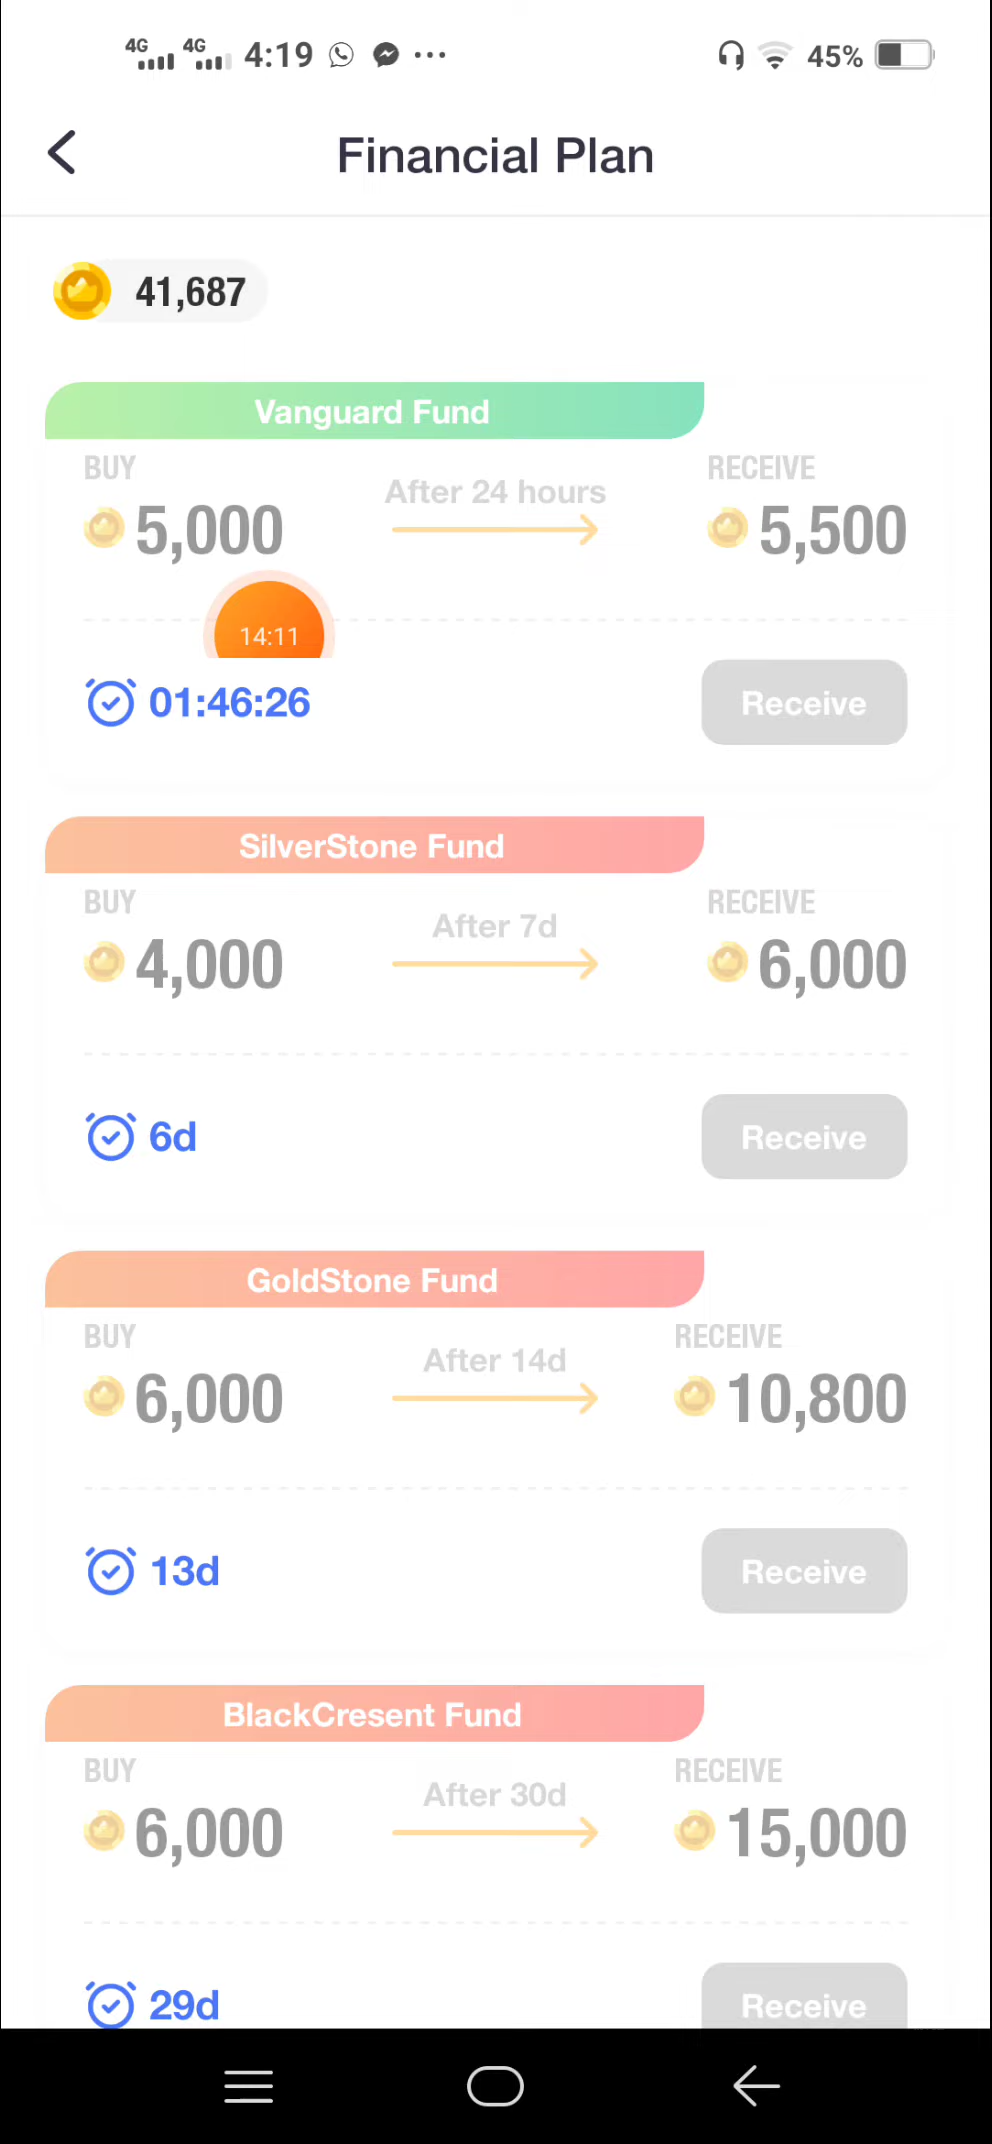 4G 4G 4:19 45%
Financial Plan
41,687
Vanguard Fund
BUY After 24 hours RECEIVE
5,000 5,500
14:11
01:46:26 Receive
SilverStone Fund
BUY After 7d RECEIVE
4,000 6,000
6d Receive
GoldStone Fund
BUY After 14d RECEIVE
6,000 10,800
13d Receive
BlackCresent Fund
BUY After 30d RECEIVE
6,000 15,000
29d Receive